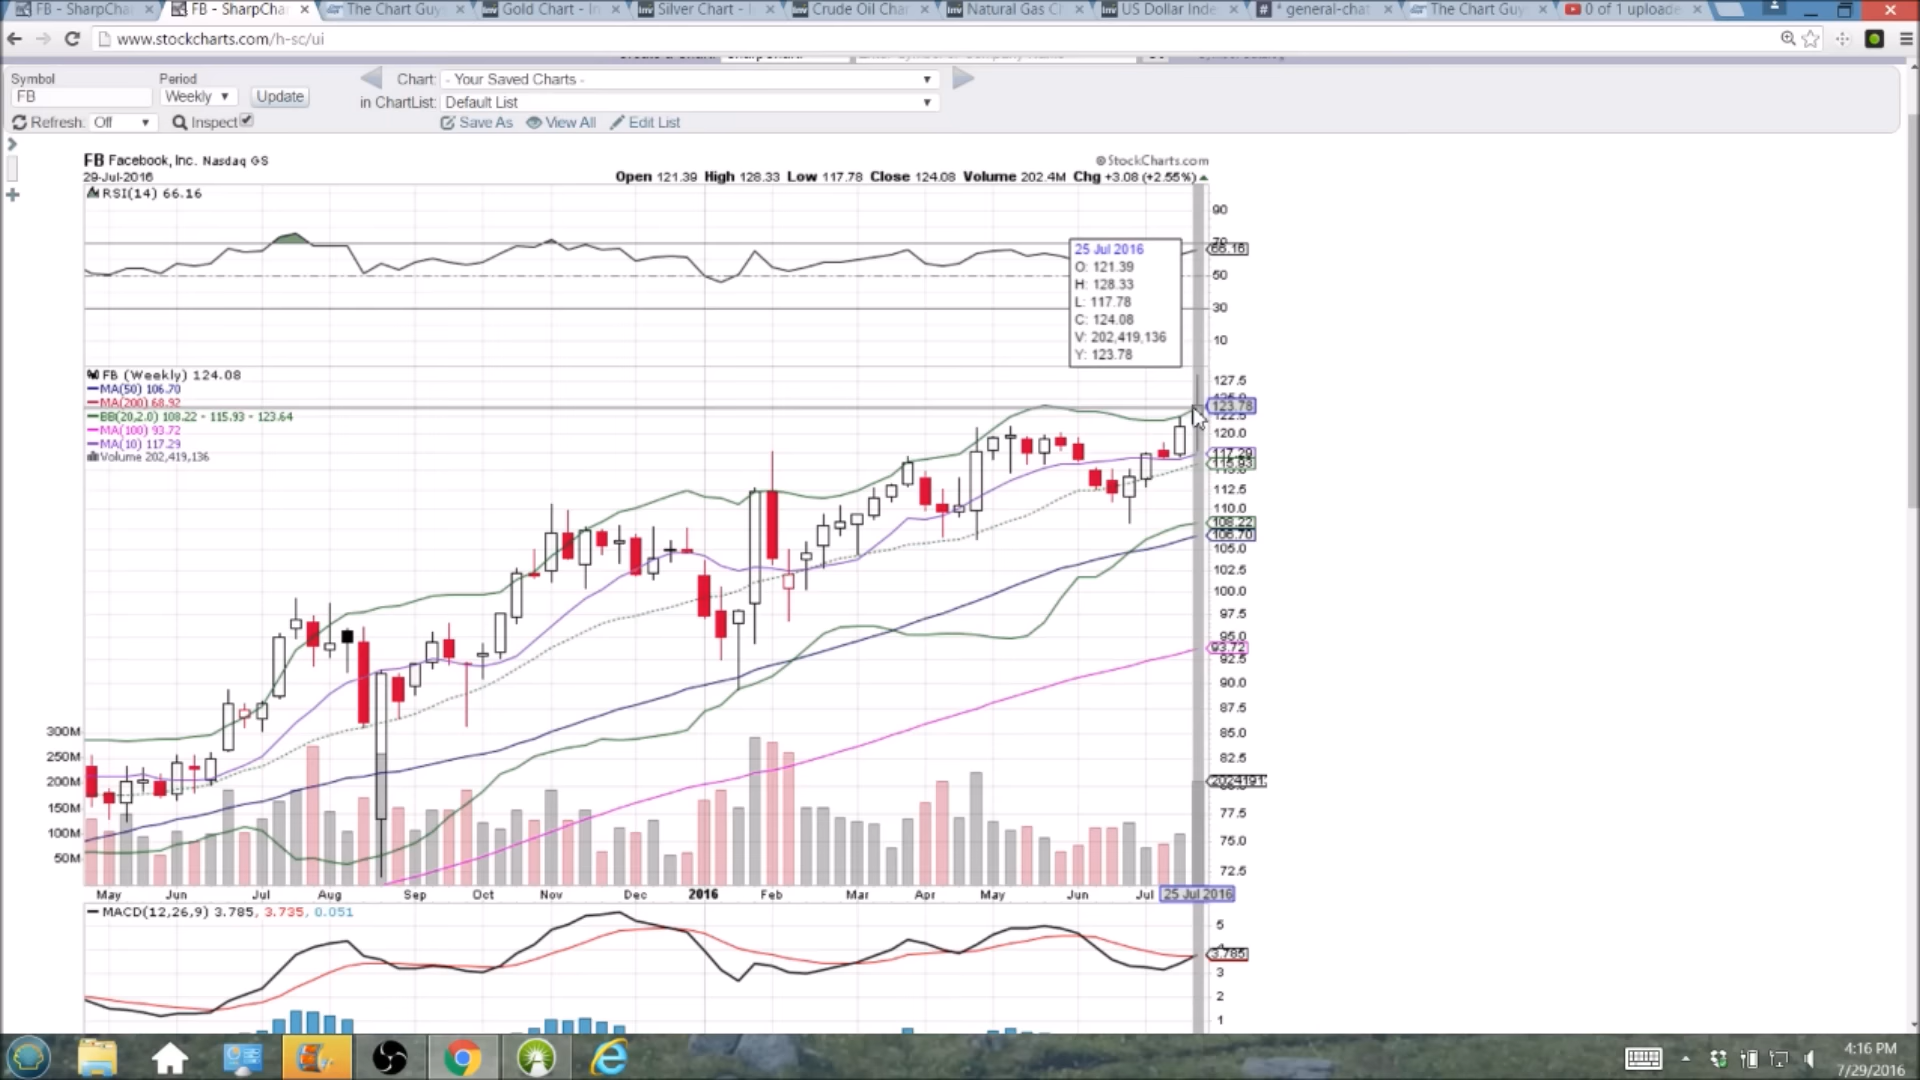 FB - SharpCha
FB - SharpCha
The Chart Guy
Gold Chart - In
Silver Chart -
Crude Oil Char
Natural Gas C
US Dollar Inde
* general-chat
The Chart Guy
0 of 1 uploade
www.stockcharts.com/h-sc/ui
Symbol
Period
Chart: - Your Saved Charts -
FB
Weekly
Update
in ChartList: Default List
Refresh: Off
Inspect
Save As
View All
Edit List
FB Facebook, Inc. Nasdaq GS
© StockCharts.com
29-Jul-2016
Open 121.39 High 128.33 Low 117.78 Close 124.08 Volume 202.4M Chg +3.08 (+2.55%)
RSI(14) 66.16
90
70
66.16
50
30
10
25 Jul 2016
O: 121.39
H: 128.33
L: 117.78
C: 124.08
V: 202,419,136
Y: 123.78
FB (Weekly) 124.08
MA(50) 106.70
MA(200) 68.92
BB(20,2.0) 108.22 - 115.93 - 123.64
MA(100) 93.72
MA(10) 117.29
Volume 202,419,136
127.5
123.78
122.5
120.0
117.29
115.93
112.5
110.0
108.22
106.70
105.0
102.5
100.0
97.5
95.0
93.72
92.5
90.0
87.5
85.0
82.5
77.5
75.0
72.5
300M
250M
200M
150M
100M
50M
May
Jun
Jul
Aug
Sep
Oct
Nov
Dec
2016
Feb
Mar
Apr
May
Jun
Jul
25 Jul 2016
MACD(12,26,9) 3.785, 3.735, 0.051
5
3.785
3
2
1
4:16 PM
7/29/2016